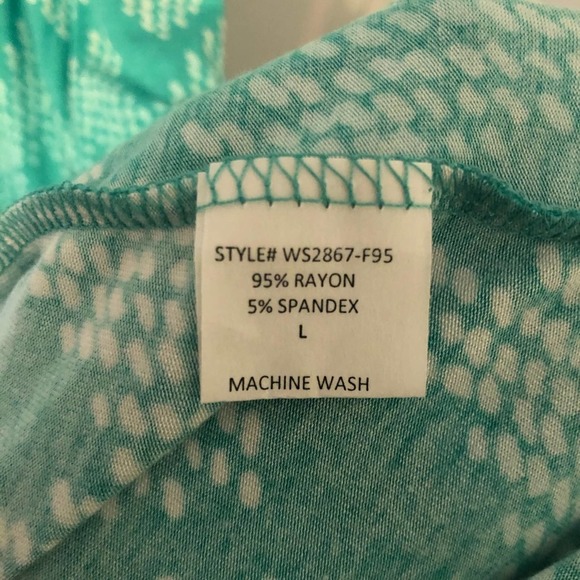 STYLE# WS2867-F95
95% RAYON
5% SPANDEX
L
MACHINE WASH